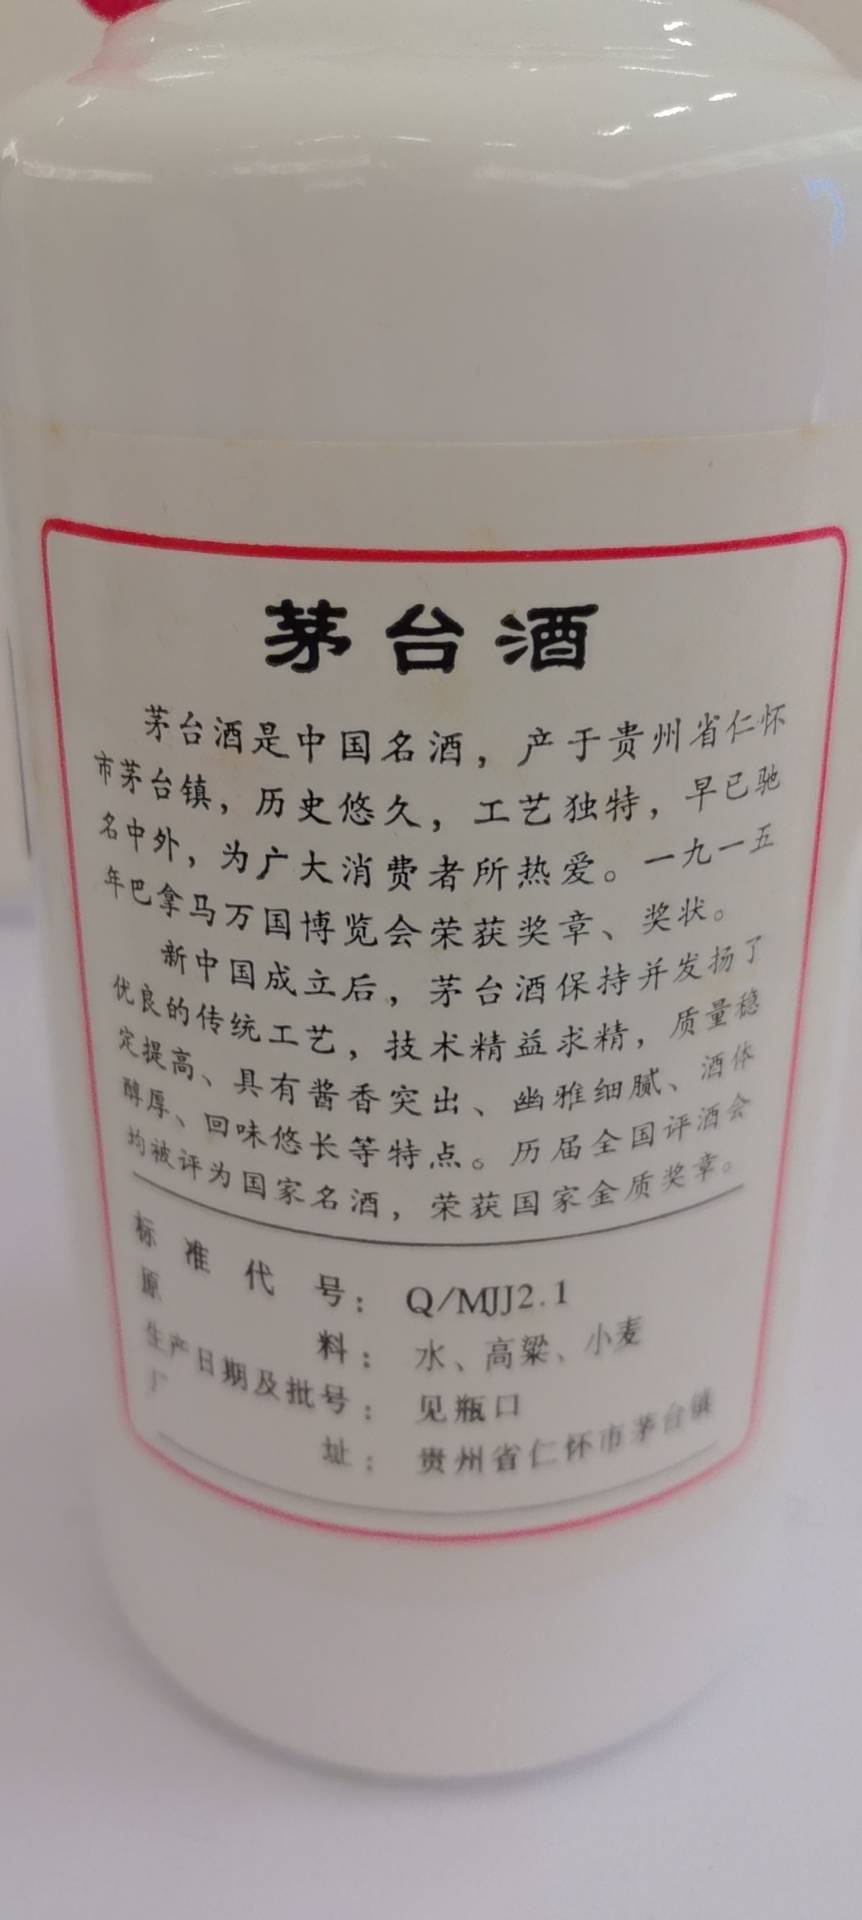 茅台酒
茅台酒是中国名酒，产于贵州省仁怀
市茅台镇，历史悠久，工艺独特，早已驰
名中外，为广大消费者所热爱。一九一五
年巴拿马万国博览会荣获奖章、奖状。
新中国成立后，茅台酒保持并发扬了
优良的传统工艺，技术精益求精，质量稳
定提高、具有酱香突出、幽雅细腻、酒体
醇厚、回味悠长等特点。历届全国评酒会
均被评为国家名酒，荣获国家金质奖章。
标准代号：Q/MJJ2.1
原料：水、高粱、小麦
生产日期及批号：见瓶口
厂址：贵州省仁怀市茅台镇